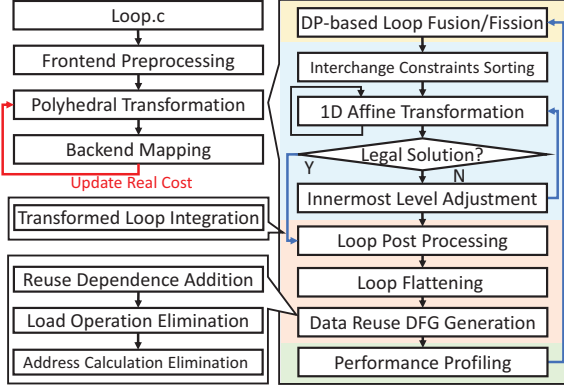 Loop.c
Frontend Preprocessing
Polyhedral Transformation
Backend Mapping
Update Real Cost
Transformed Loop Integration
Reuse Dependence Addition
Load Operation Elimination
Address Calculation Elimination
DP-based Loop Fusion/Fission
Interchange Constraints Sorting
1D Affine Transformation
Legal Solution?
Y
N
Innermost Level Adjustment
Loop Post Processing
Loop Flattening
Data Reuse DFG Generation
Performance Profiling